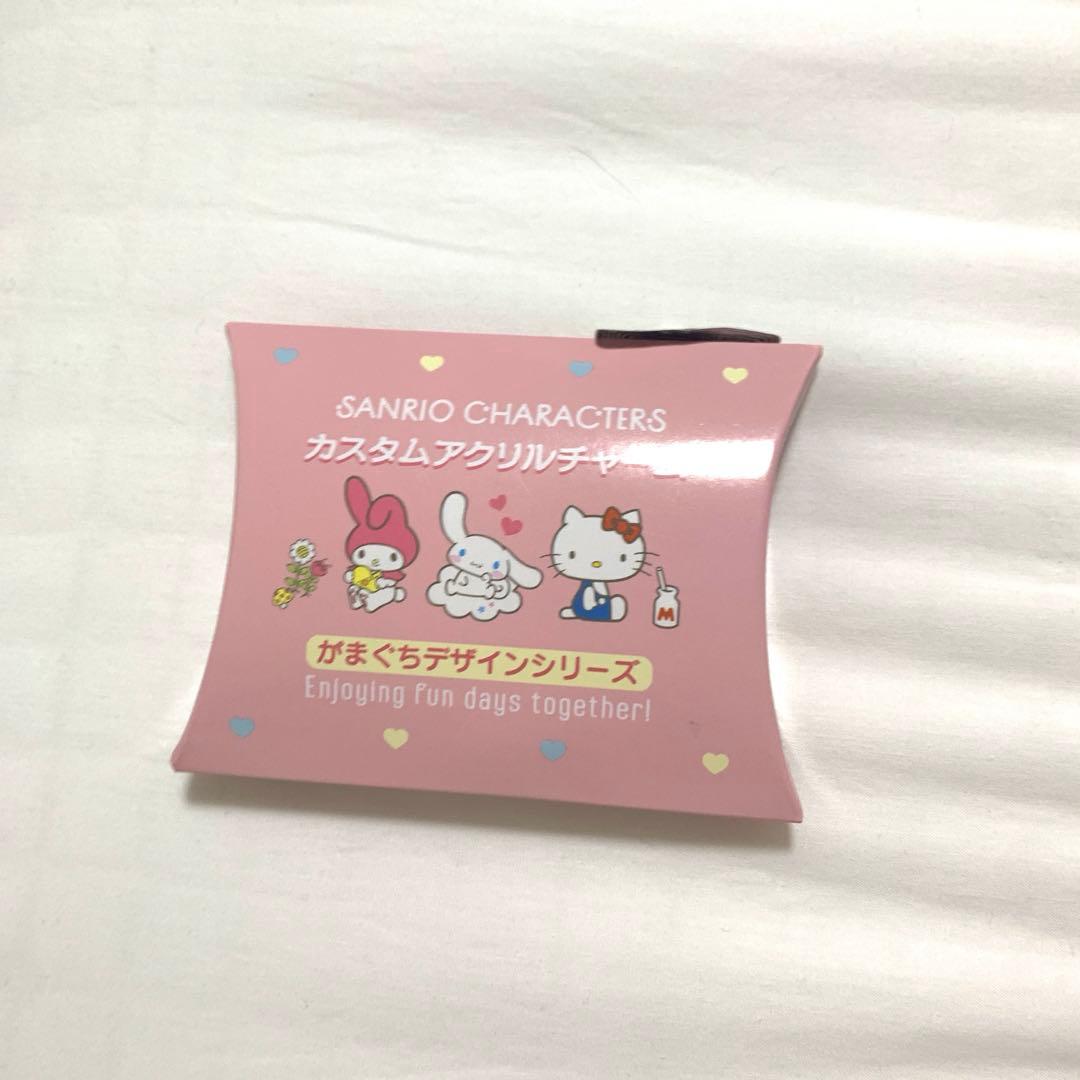 SANRIO CHARACTERS
カスタムアクリルチャーム
がまぐちデザインシリーズ
Enjoying fun days together!
M